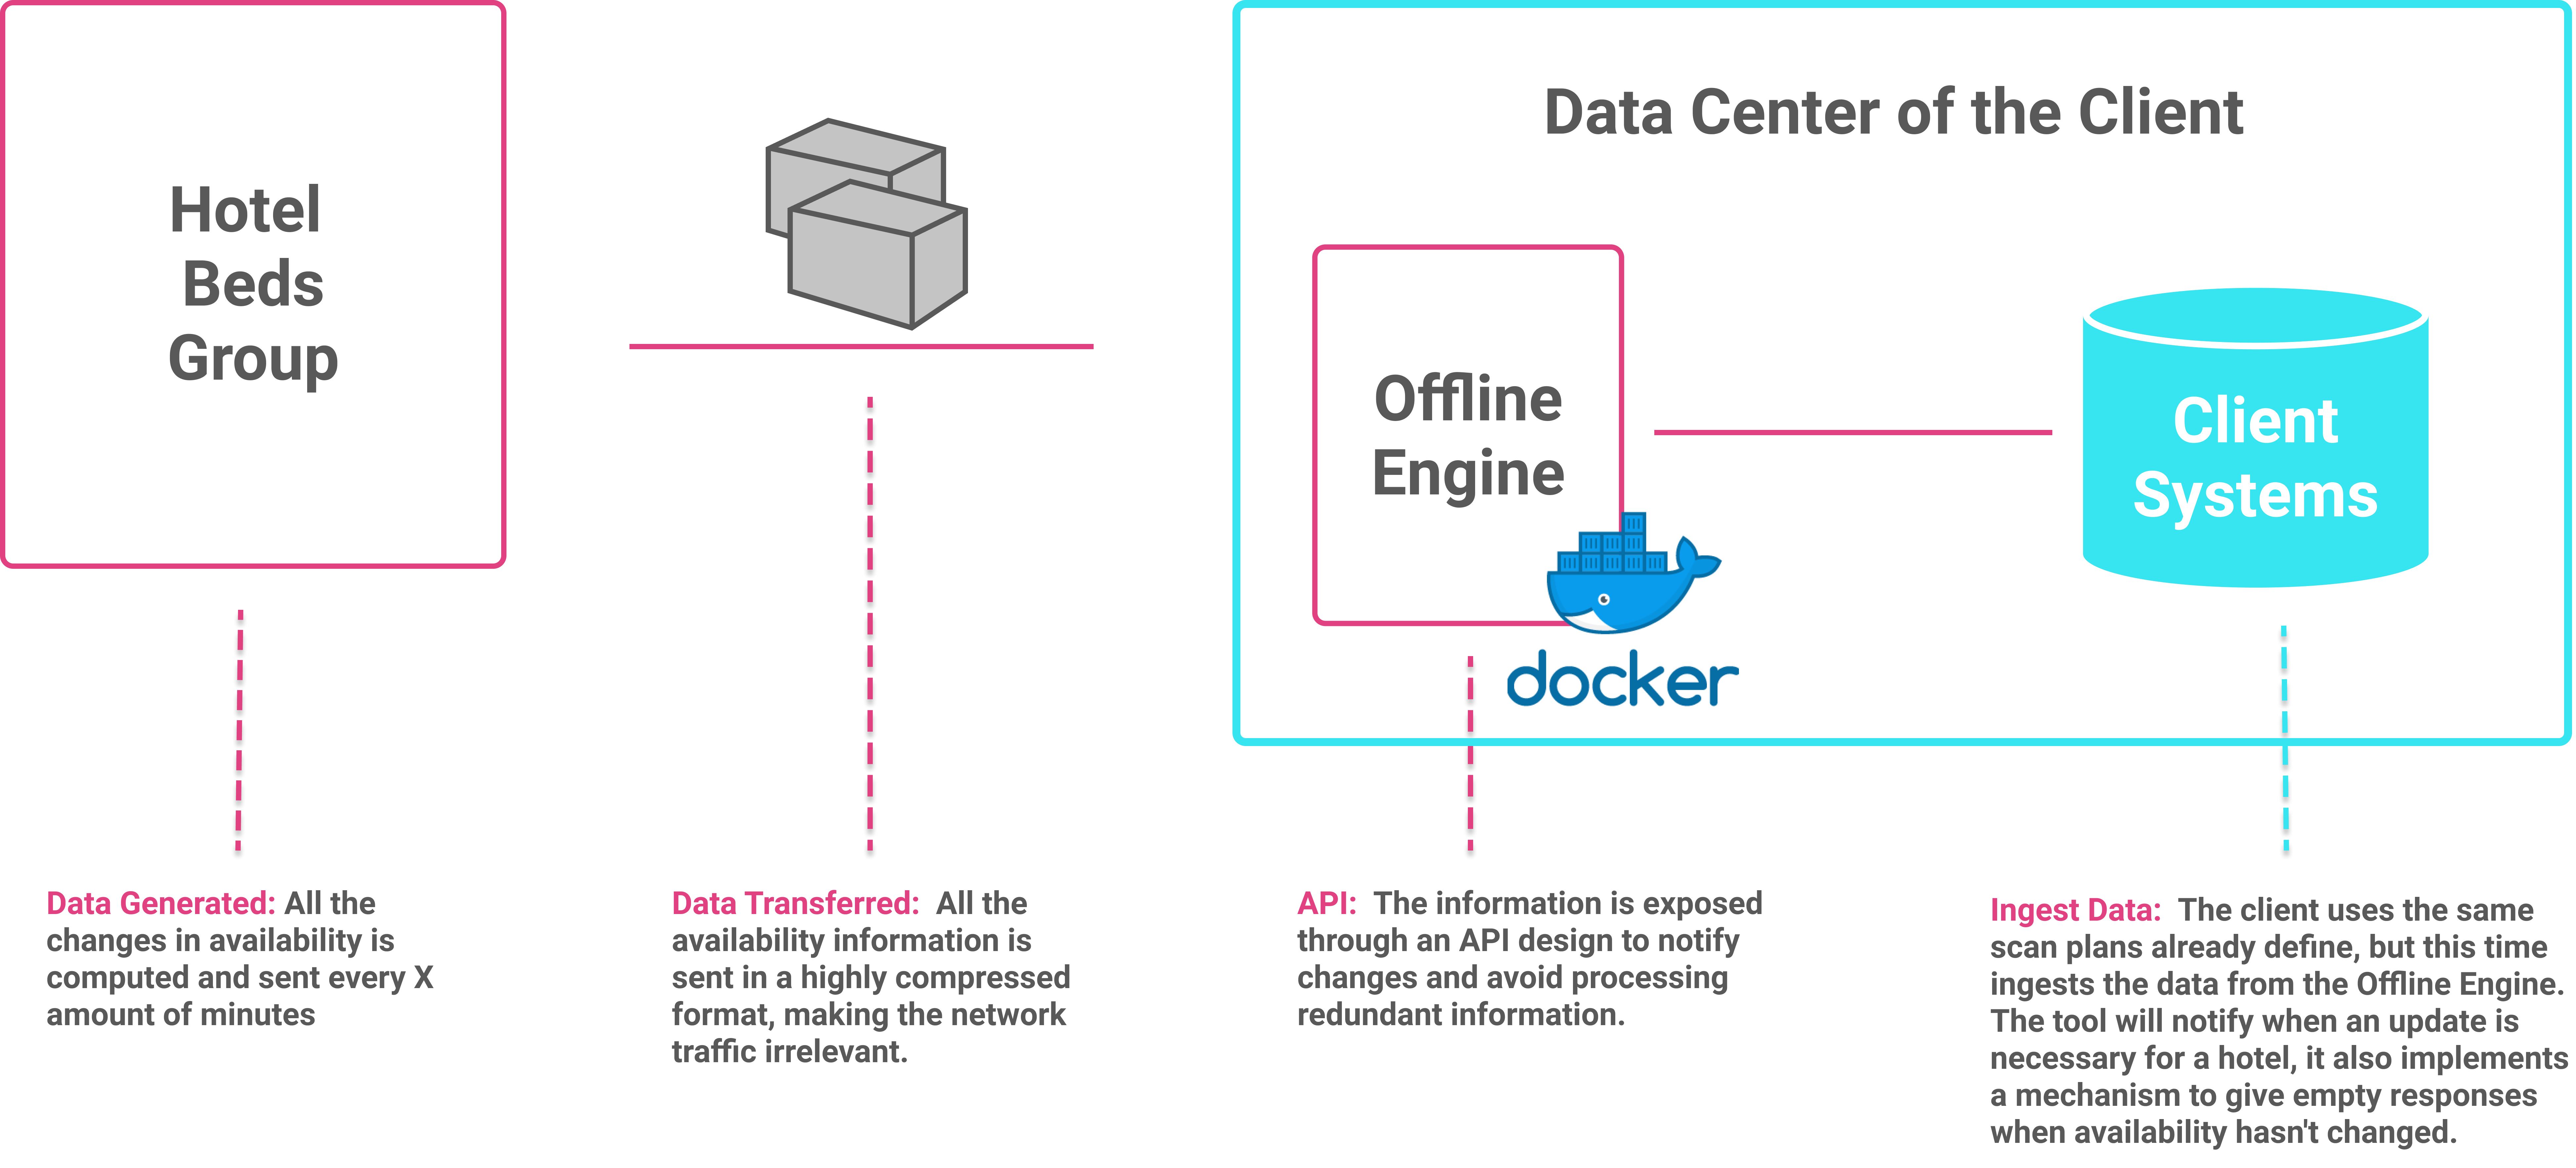 Hotel
Beds
Group
Data Center of the Client
Offline
Engine
docker
Client
Systems
Data Generated: All the
changes in availability is
computed and sent every X
amount of minutes
Data Transferred: All the
availability information is
sent in a highly compressed
format, making the network
traffic irrelevant.
API: The information is exposed
through an API design to notify
changes and avoid processing
redundant information.
Ingest Data: The client uses the same
scan plans already define, but this time
ingests the data from the Offline Engine.
The tool will notify when an update is
necessary for a hotel, it also implements
a mechanism to give empty responses
when availability hasn't changed.